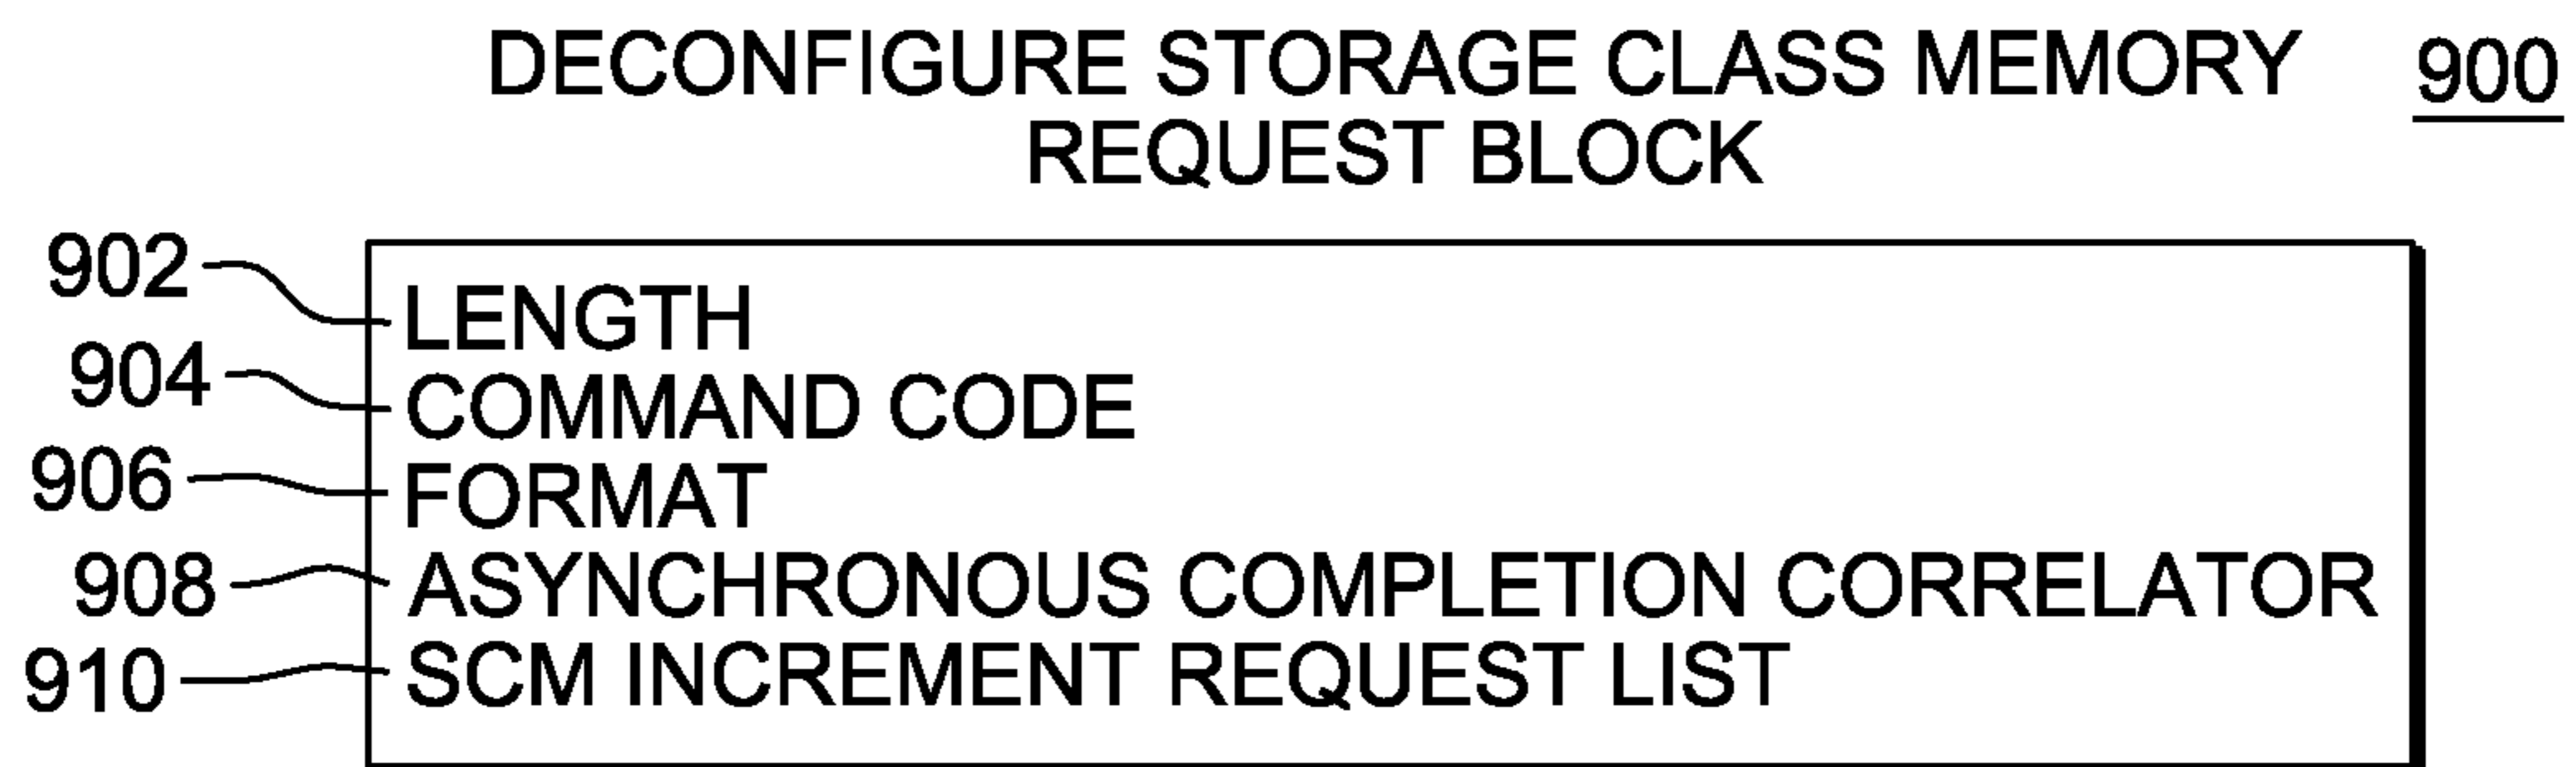 DECONFIGURE STORAGE CLASS MEMORY 900
REQUEST BLOCK
902 LENGTH
904 COMMAND CODE
906 FORMAT
908 ASYNCHRONOUS COMPLETION CORRELATOR
910 SCM INCREMENT REQUEST LIST